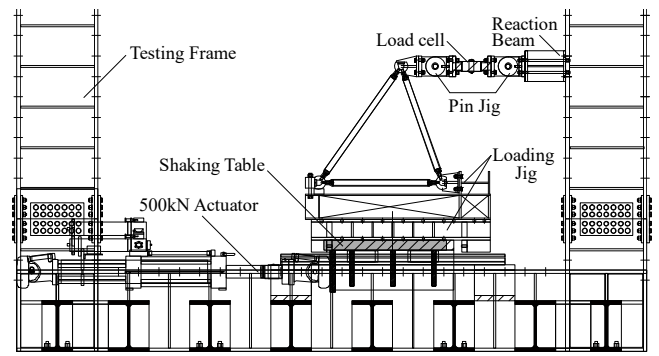 Reaction
Beam
Load cell
Testing Frame
Pin Jig
Shaking Table
Loading
Jig
500kN Actuator